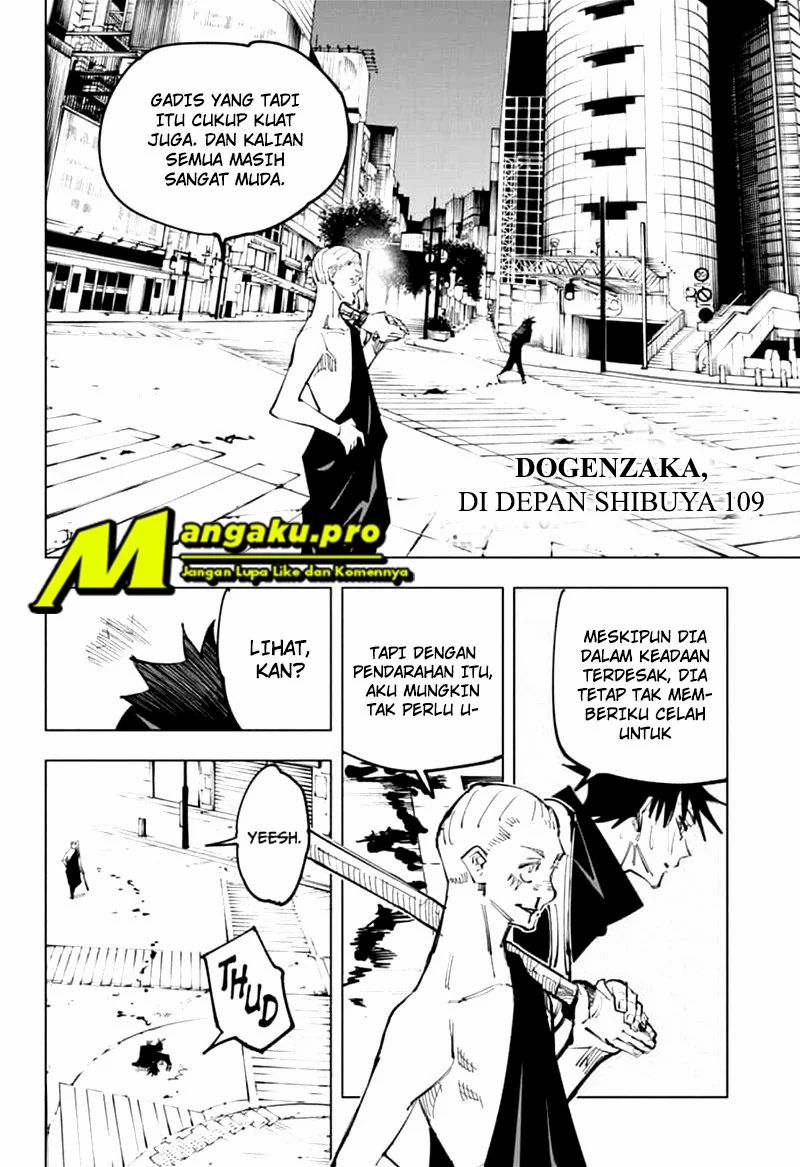 GADIS YANG TADI
ITU CUKUP KUAT
JUGA. DAN KALIAN
SEMUA MASIH
SANGAT MUDA.
DOGENZAKA,
DI DEPAN SHIBUYA 109
Mangaku.pro
Jangan Lupa Like dan Komennya
MESKIPUN DIA
DALAM KEADAAN
TERDESAK, DIA
TETAP TAK MEM-
BERIKU CELAH
UNTUK
TAPI DENGAN
PENDARAHAN ITU,
AKU MUNGKIN
TAK PERLU U-
LIHAT,
KAN?
YEESH.
THUD